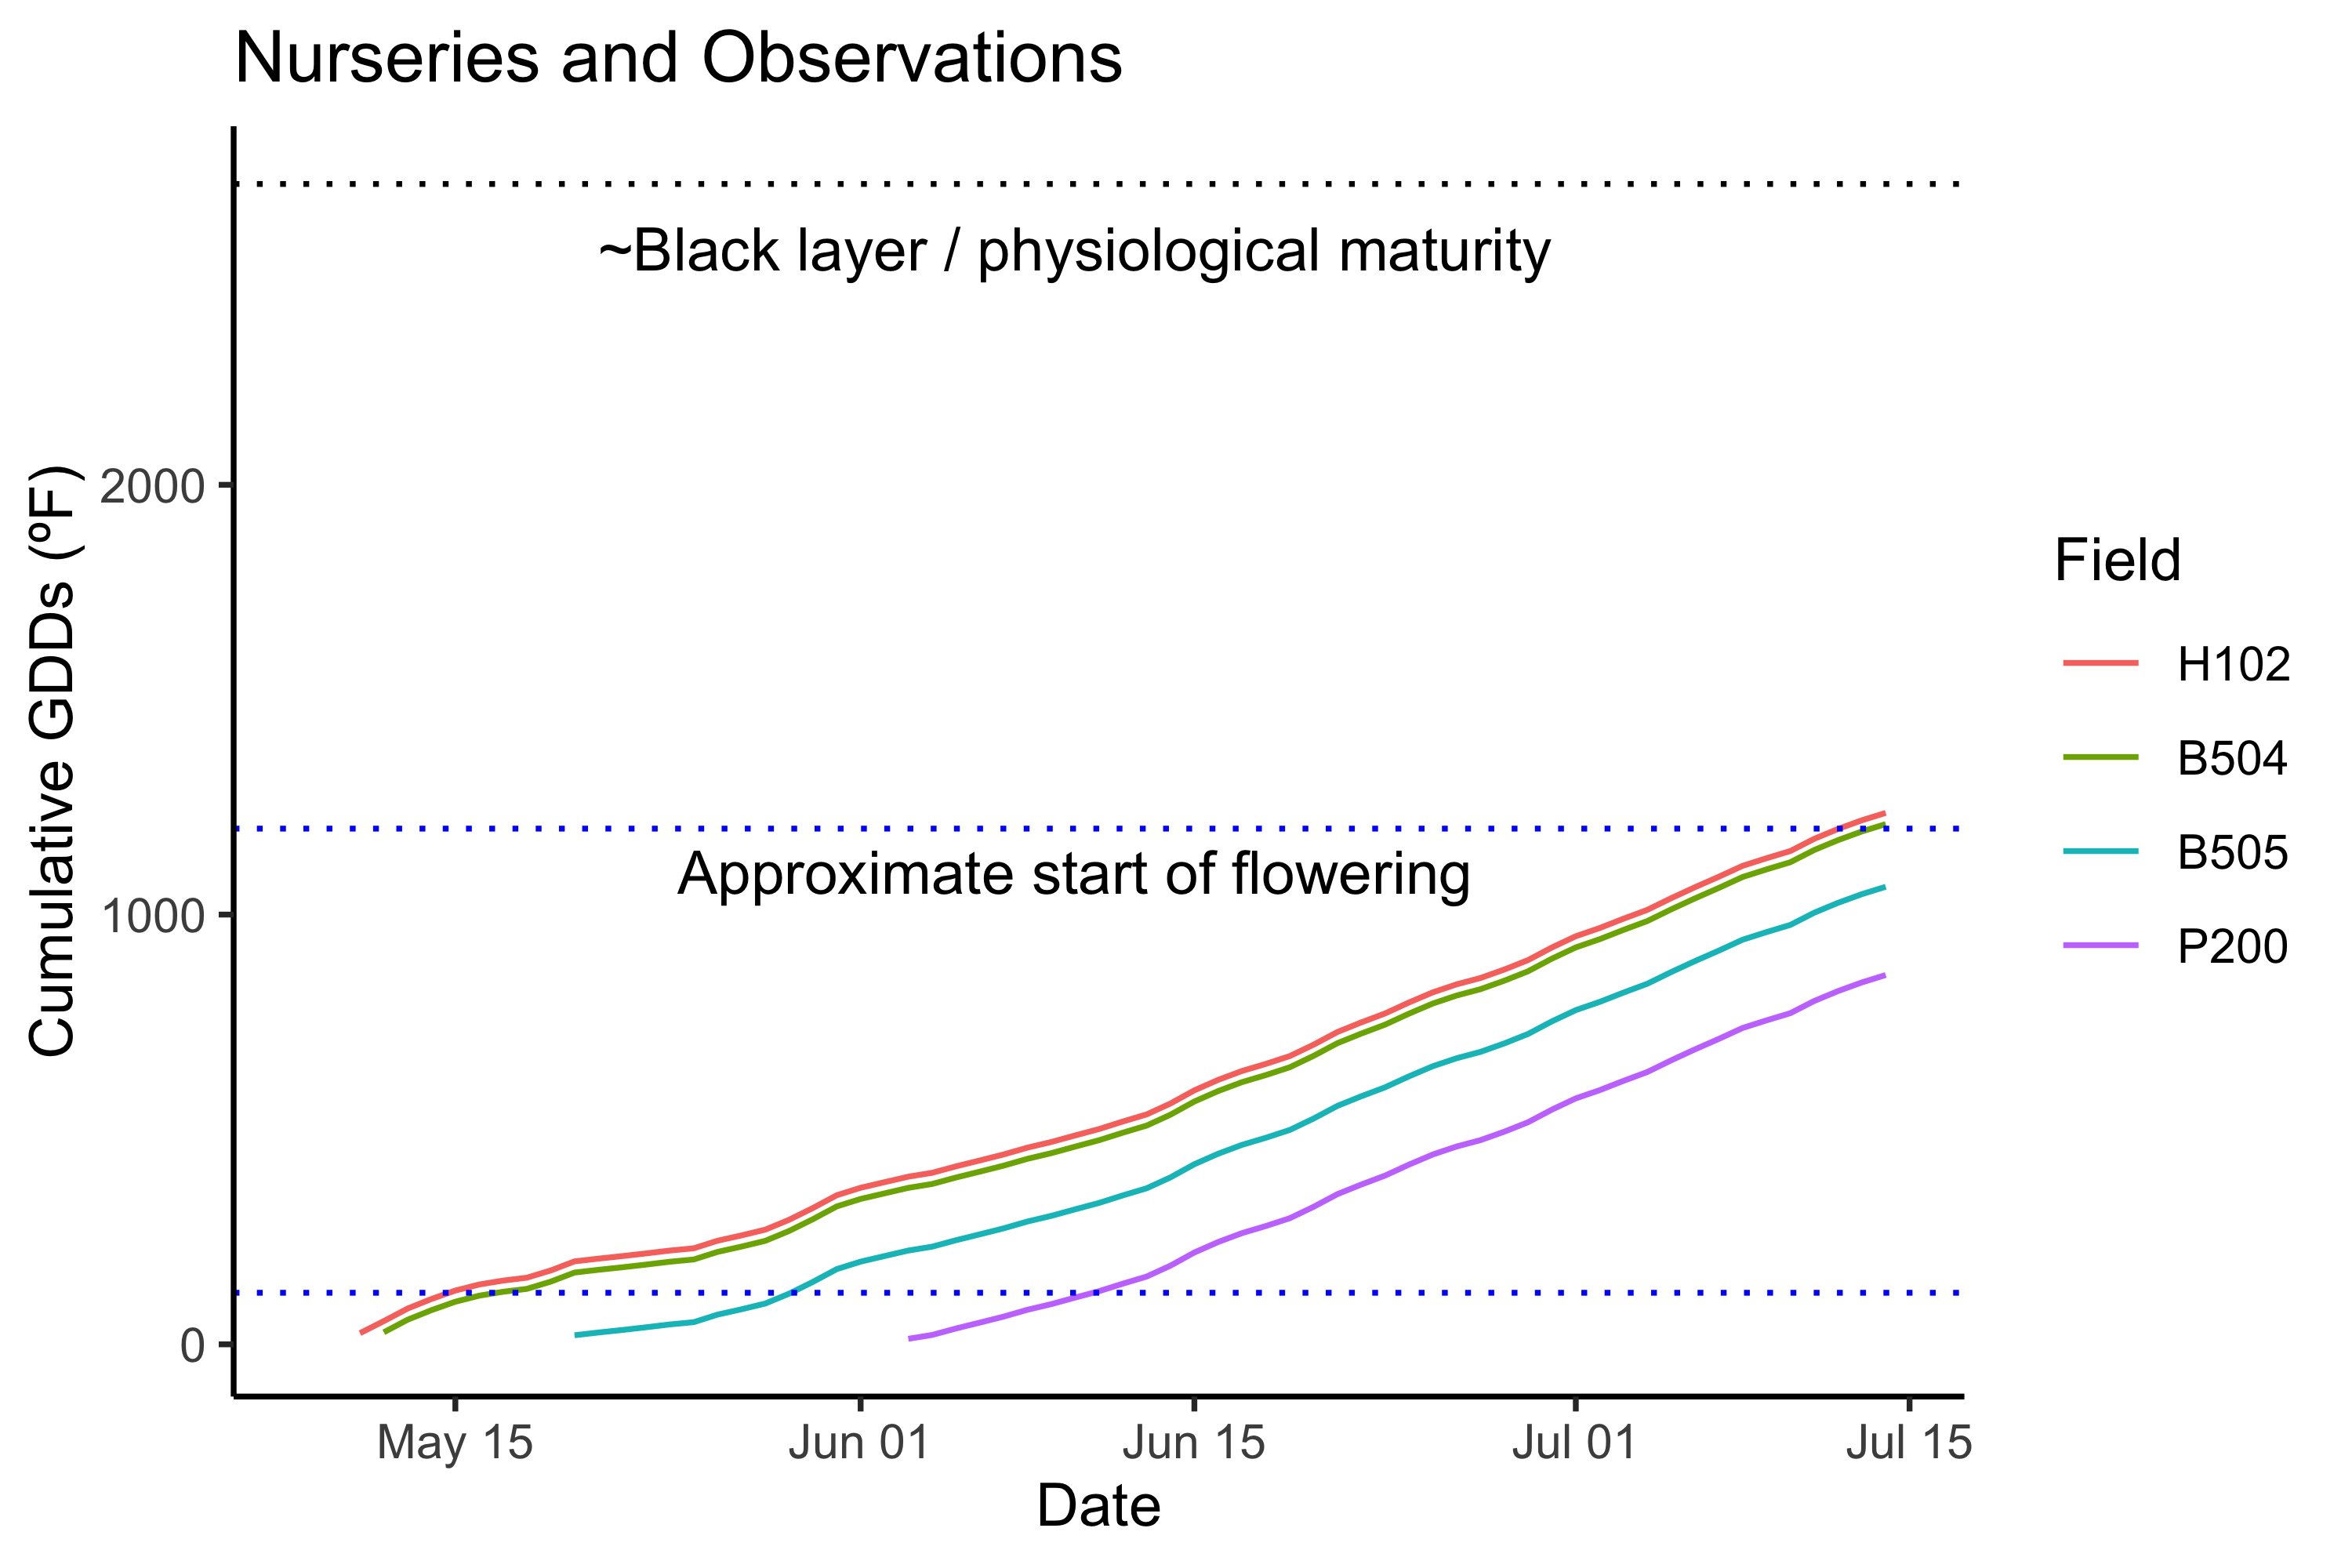 Nurseries and Observations
~Black layer / physiological maturity
Approximate start of flowering
Cumulative GDDs (ºF)
2000
1000
0
May 15
Jun 01
Jun 15
Jul 01
Jul 15
Date
Field
H102
B504
B505
P200